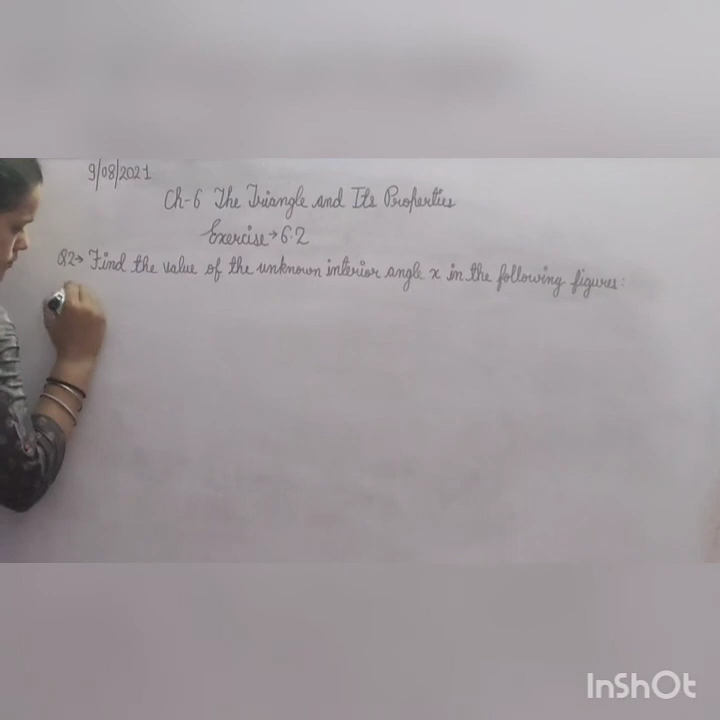 9/08/2021
Ch-6 The Triangle and Its Properties
Exercise→6.2
Q2→ Find the value of the unknown interior angle x in the following figures:
InShOt